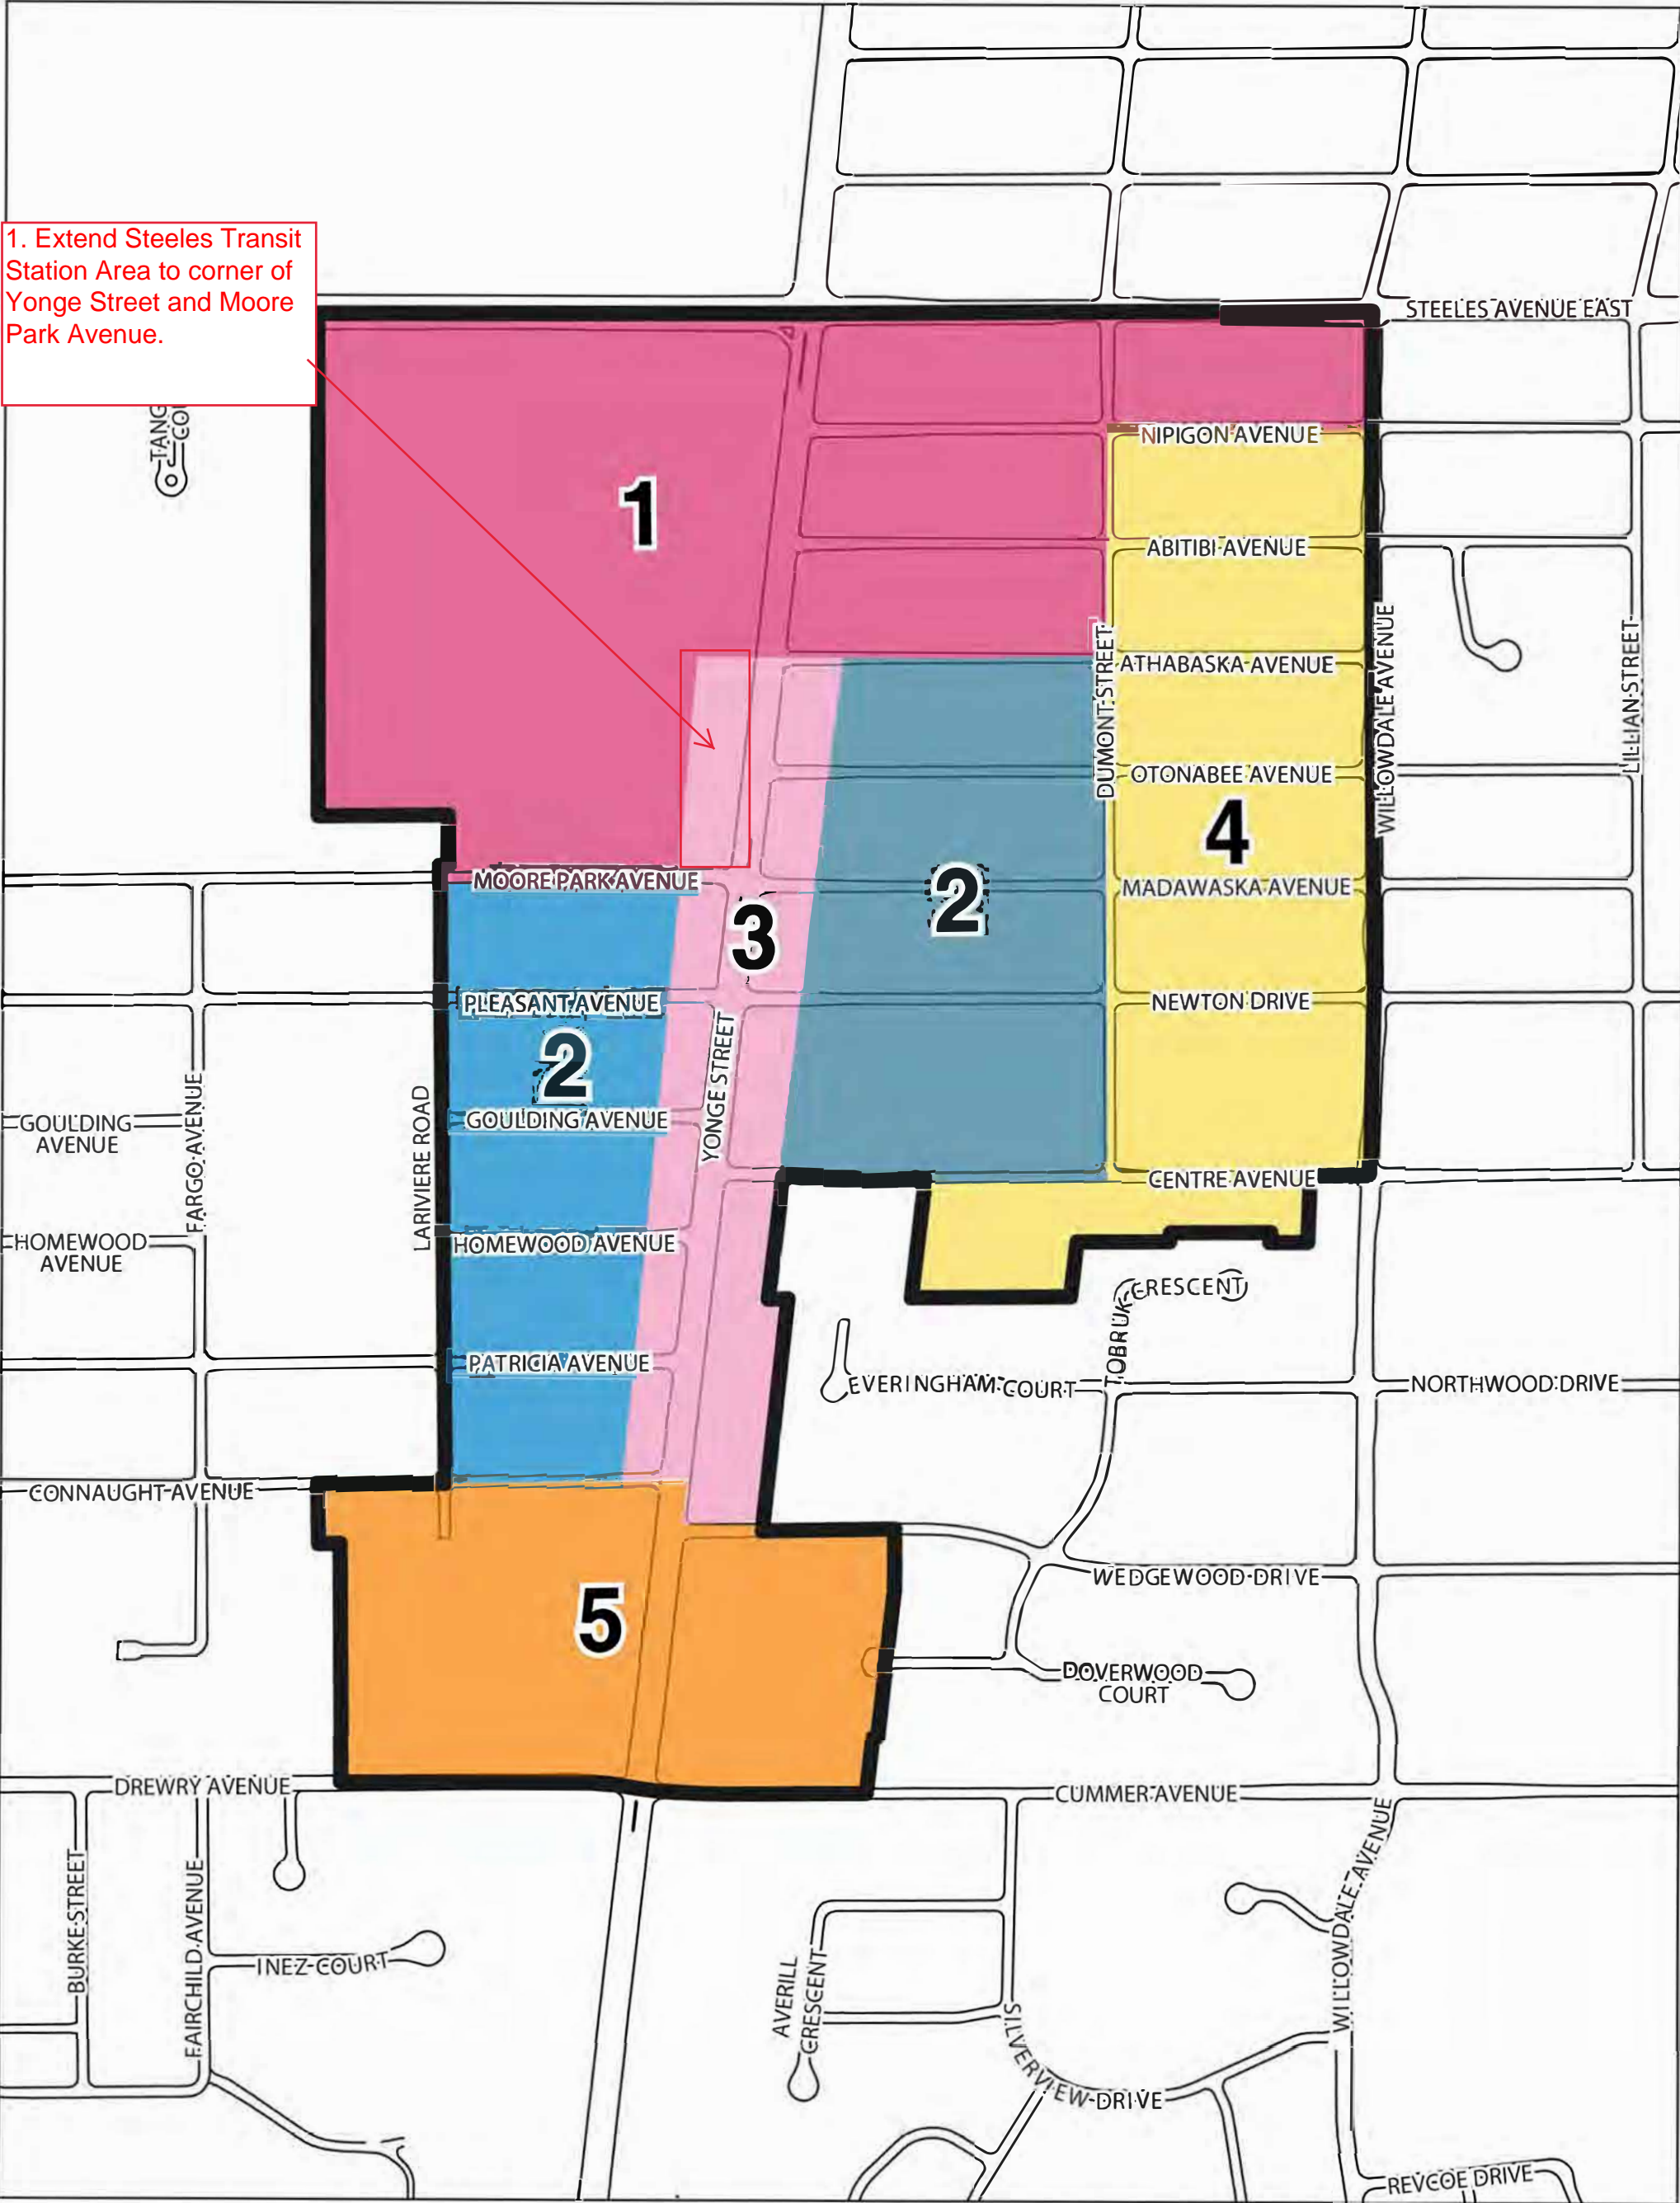 1. Extend Steeles Transit
Station Area to corner of
Yonge Street and Moore
Park Avenue.
STEELES AVENUE EAST
TANG
NIPIGON AVENUE
1
ABITIBI AVENUE
DUMONT STREET
ATHABASKA AVENUE
WILLOWDALE AVENUE
LILLIAN STREET
OTONABEE AVENUE
4
MOORE PARK AVENUE
MADAWASKA AVENUE
2
3
PLEASANT AVENUE
NEWTON DRIVE
2
YONGE STREET
GOULDING
AVENUE
FARGO AVENUE
LARIVIERE ROAD
GOULDING AVENUE
CENTRE AVENUE
HOMEWOOD
AVENUE
HOMEWOOD AVENUE
TOBRUK
CRESCENT
PATRICIA AVENUE
EVERINGHAM COURT
NORTHWOOD DRIVE
CONNAUGHT AVENUE
WEDGEWOOD DRIVE
5
DOVERWOOD
COURT
DREWRY AVENUE
CUMMER AVENUE
BURKE STREET
FAIRCHILD AVENUE
INEZ COURT
AVERILL
CRESCENT
WILLOWDALE AVENUE
SILVERVIEW DRIVE
REVCOE DRIVE